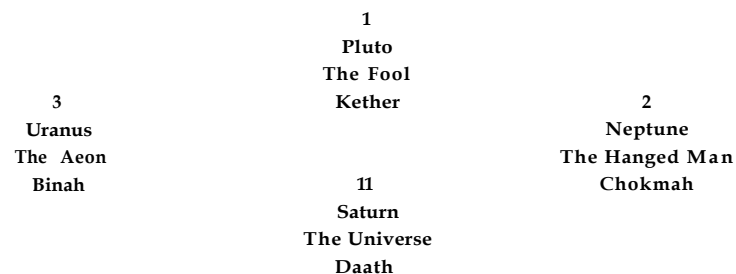 1
Pluto
The Fool
Kether
3
Uranus
The Aeon
Binah
2
Neptune
The Hanged Man
Chokmah
11
Saturn
The Universe
Daath